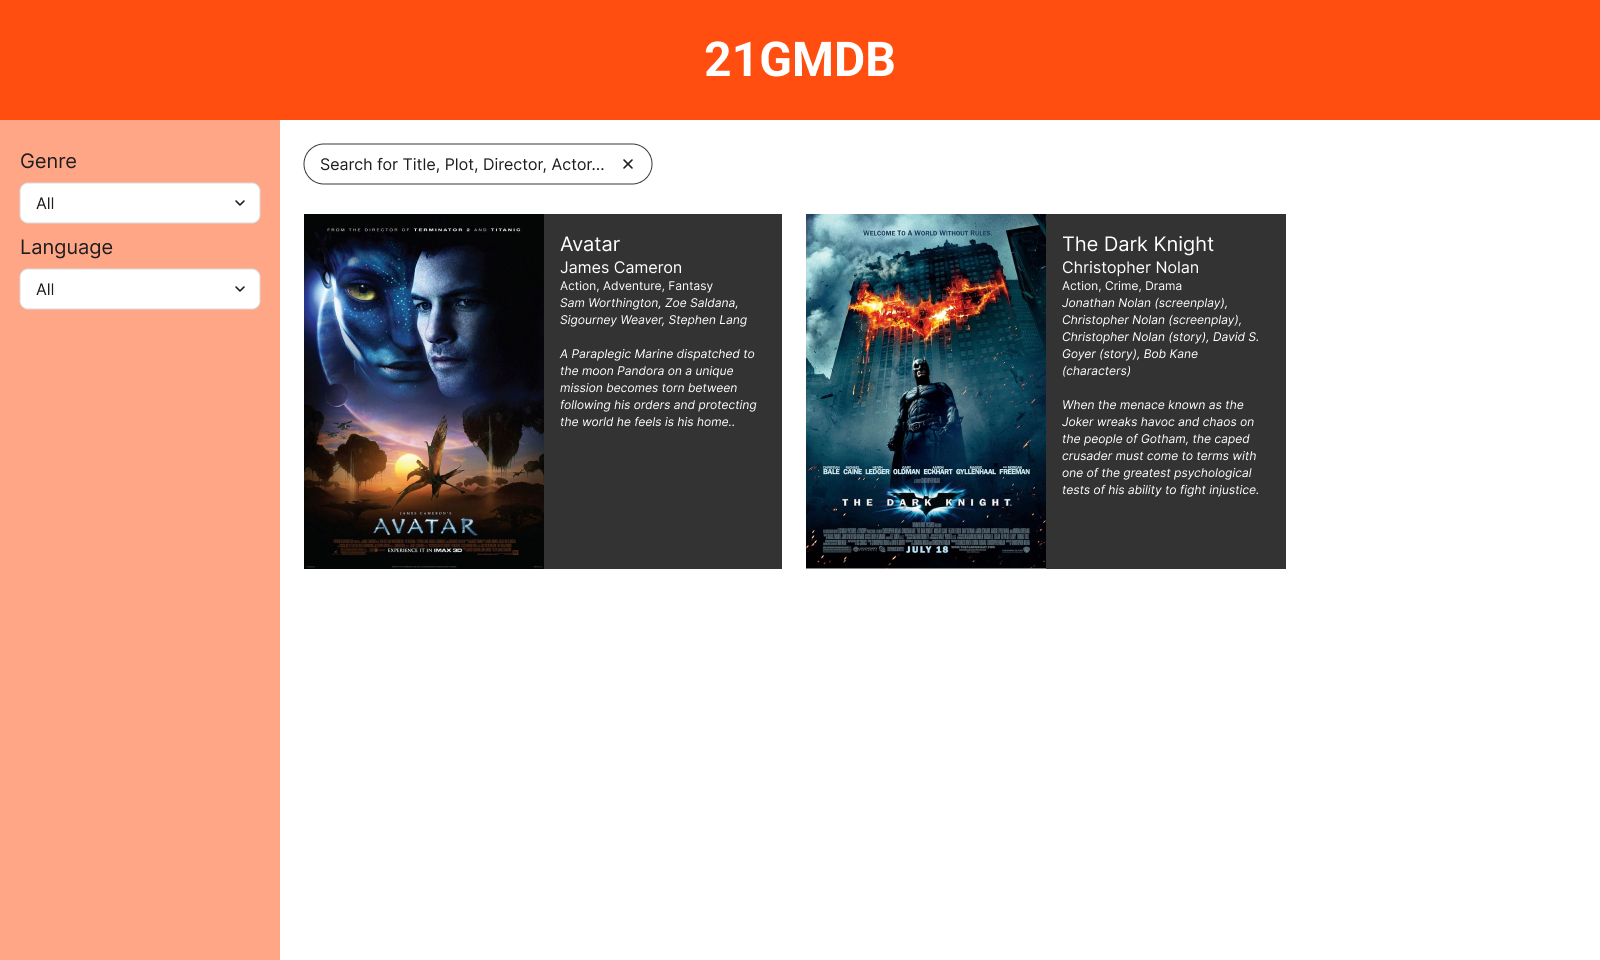 21GMDB
Genre
All
Language
All
Search for Title, Plot, Director, Actor...
FROM THE DIRECTOR OF TERMINATOR 2 AND TITANIC
JAMES CAMERON'S
AVATAR
EXPERIENCE IT IN IMAX 3D
Avatar
James Cameron
Action, Adventure, Fantasy
Sam Worthington, Zoe Saldana,
Sigourney Weaver, Stephen Lang
A Paraplegic Marine dispatched to
the moon Pandora on a unique
mission becomes torn between
following his orders and protecting
the world he feels is his home..
WELCOME TO A WORLD WITHOUT RULES.
BALE CAINE LEDGER OLDMAN ECKHART GYLLENHAAL FREEMAN
THE DARK KNIGHT
JULY 18
The Dark Knight
Christopher Nolan
Action, Crime, Drama
Jonathan Nolan (screenplay),
Christopher Nolan (screenplay),
Christopher Nolan (story), David S.
Goyer (story), Bob Kane
(characters)
When the menace known as the
Joker wreaks havoc and chaos on
the people of Gotham, the caped
crusader must come to terms with
one of the greatest psychological
tests of his ability to fight injustice.